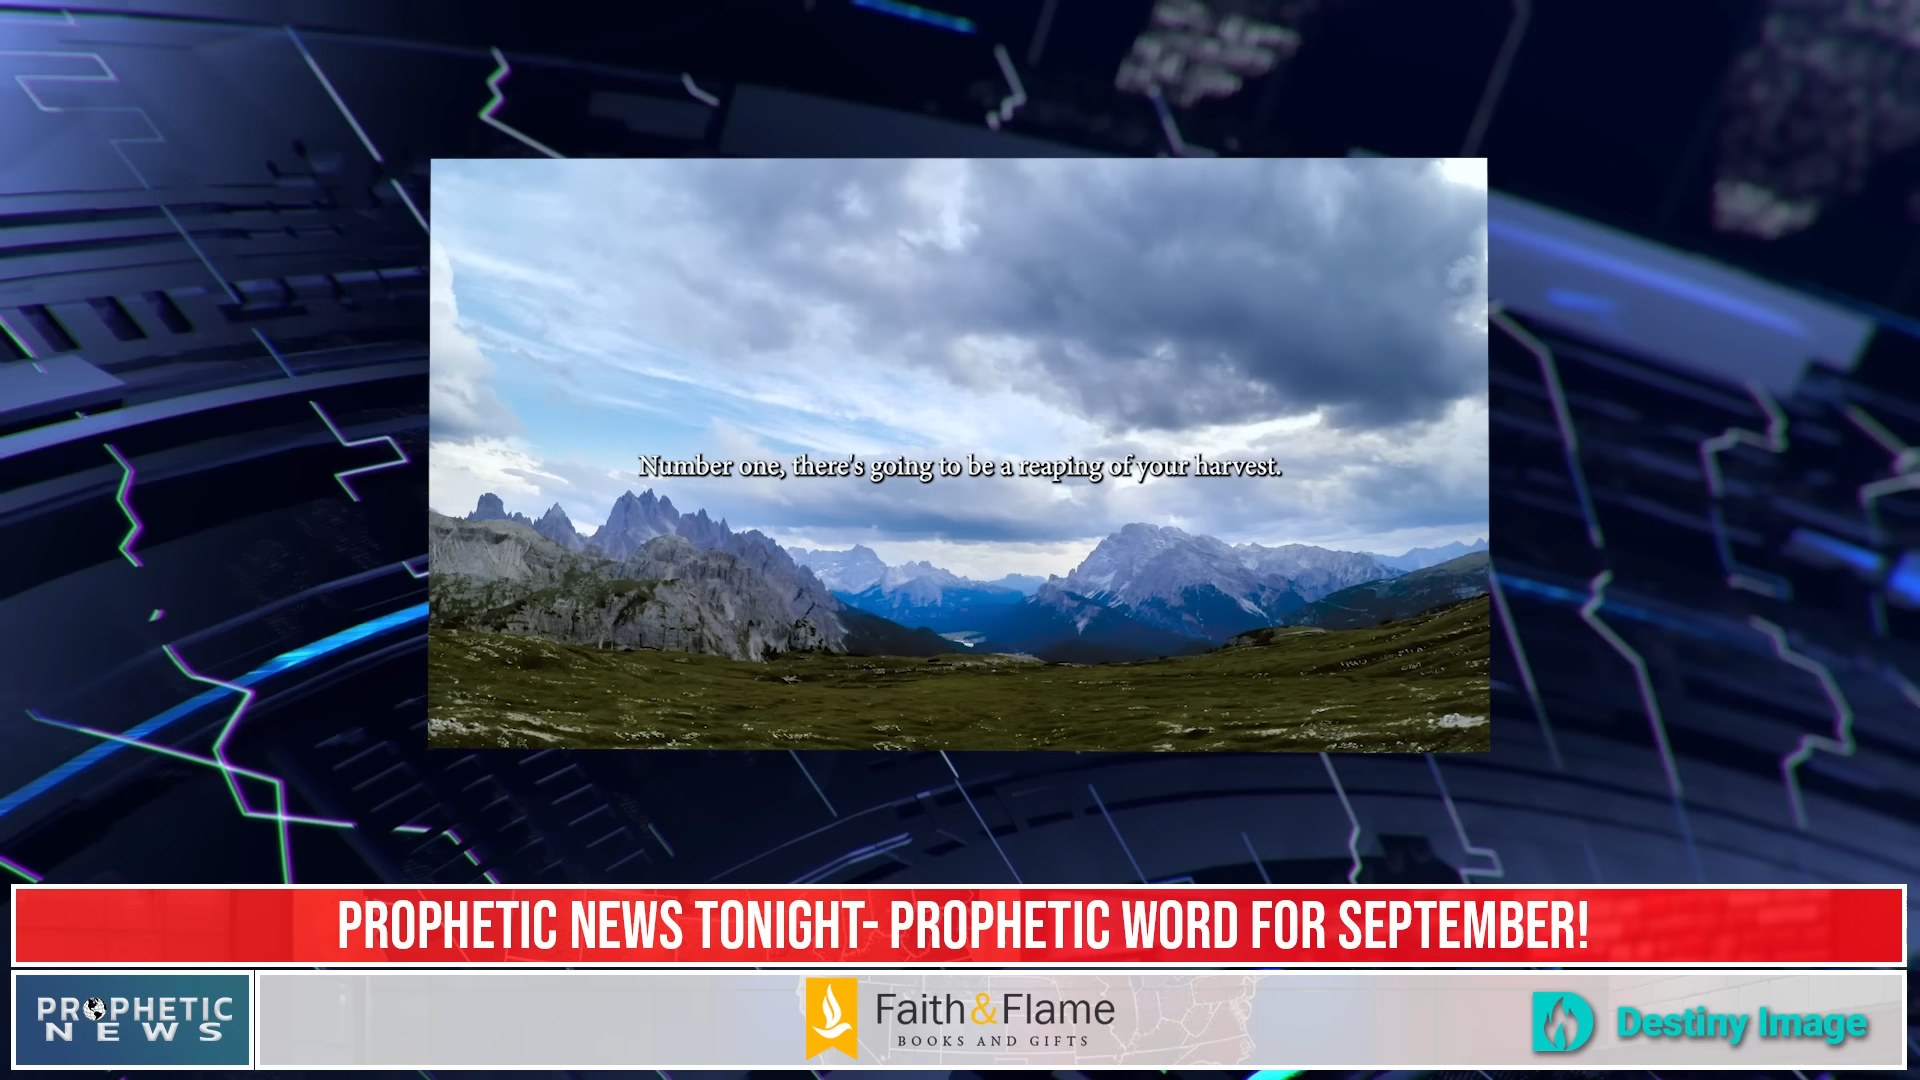 Number one, there's going to be a reaping of your harvest.
PROPHETIC NEWS TONIGHT- PROPHETIC WORD FOR SEPTEMBER!
PROPHETIC
NEWS
Faith&Flame
BOOKS AND GIFTS
Destiny Image